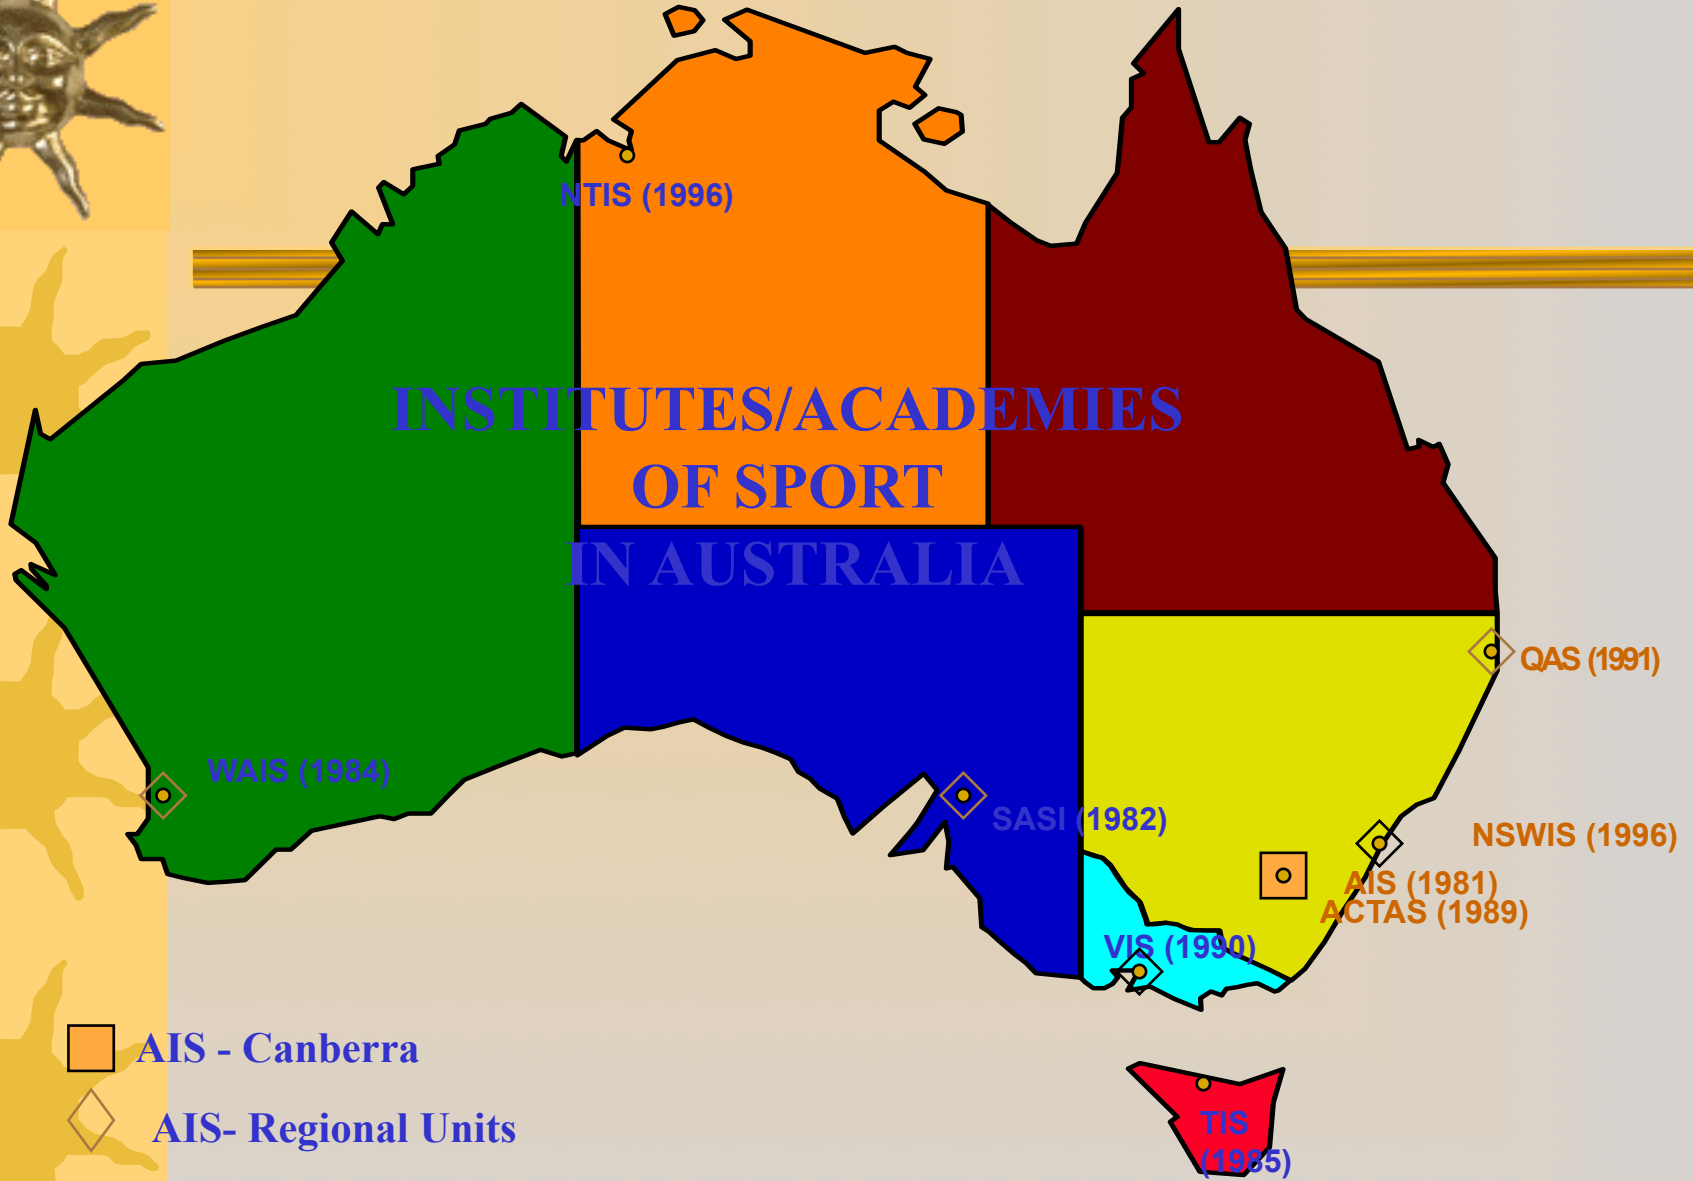 NTIS (1996)
INSTITUTES/ACADEMIES
OF SPORT
IN AUSTRALIA
QAS (1991)
WAIS (1984)
SASI (1982)
NSWIS (1996)
AIS (1981)
ACTAS (1989)
VIS (1990)
AIS - Canberra
AIS- Regional Units
TIS
(1985)